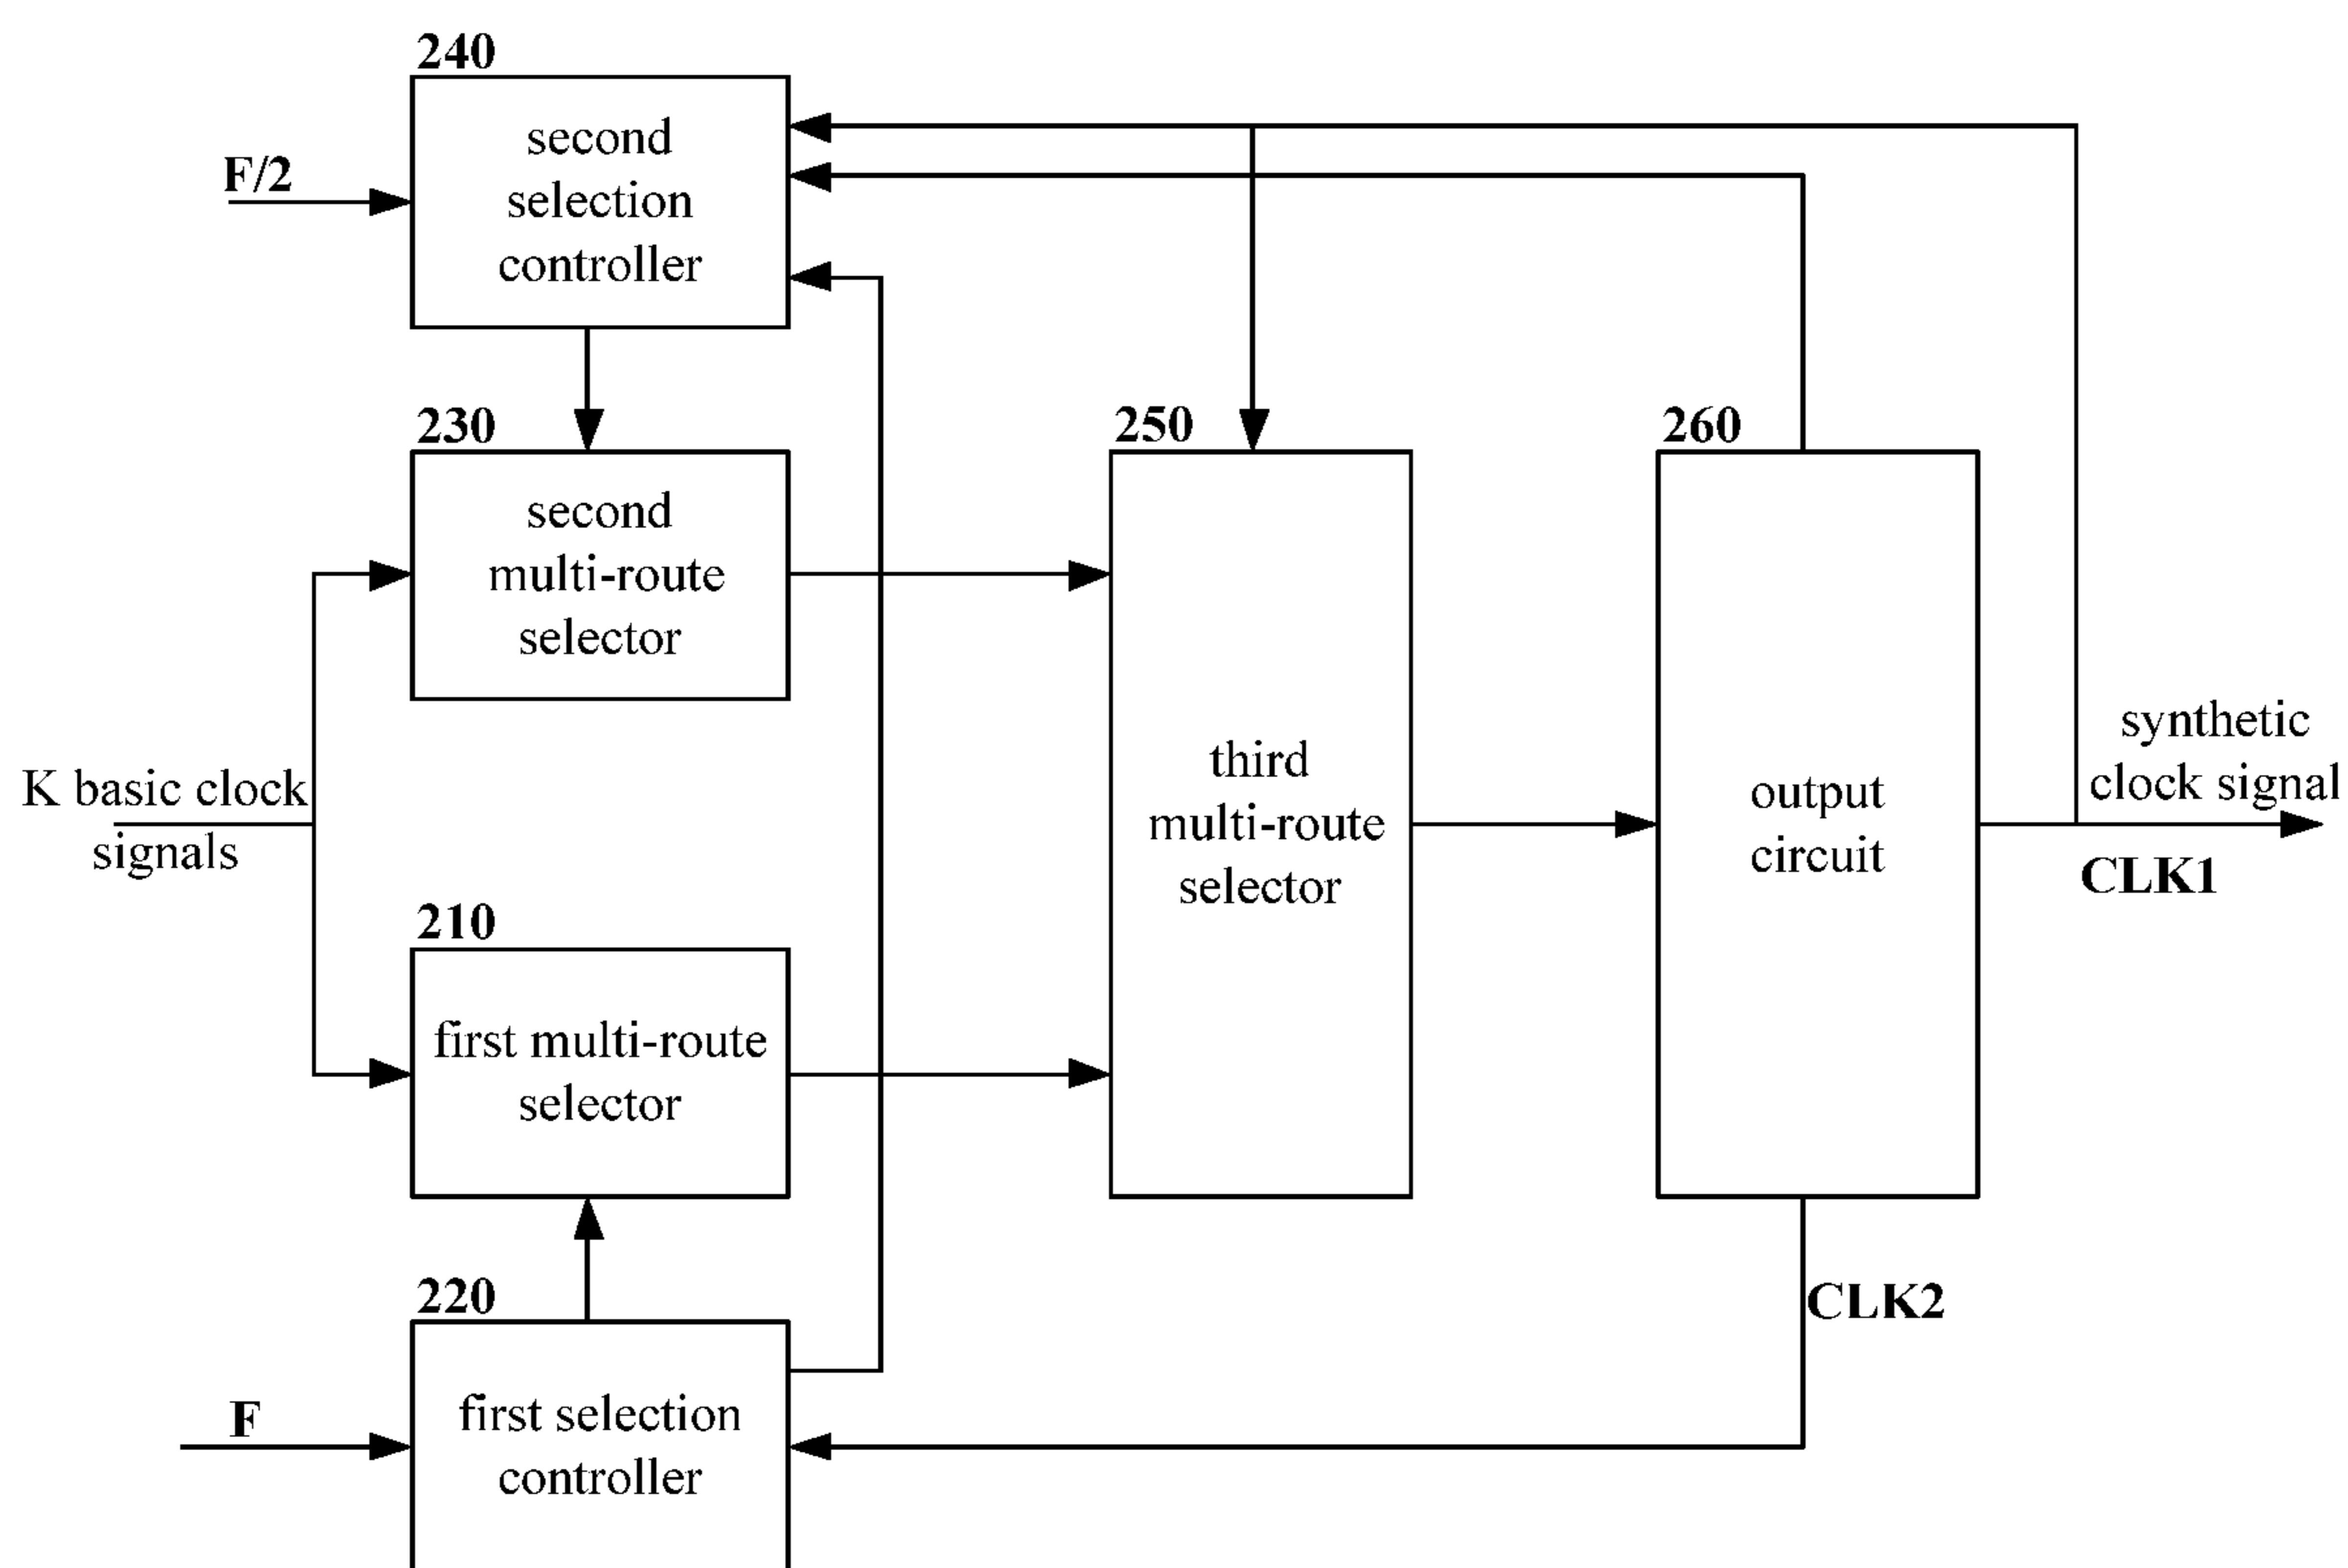 240
second
selection
controller
F/2
230
second
multi-route
selector
250
third
multi-route
selector
260
output
circuit
synthetic
clock signal
CLK1
K basic clock
signals
210
first multi-route
selector
220
first selection
controller
F
CLK2